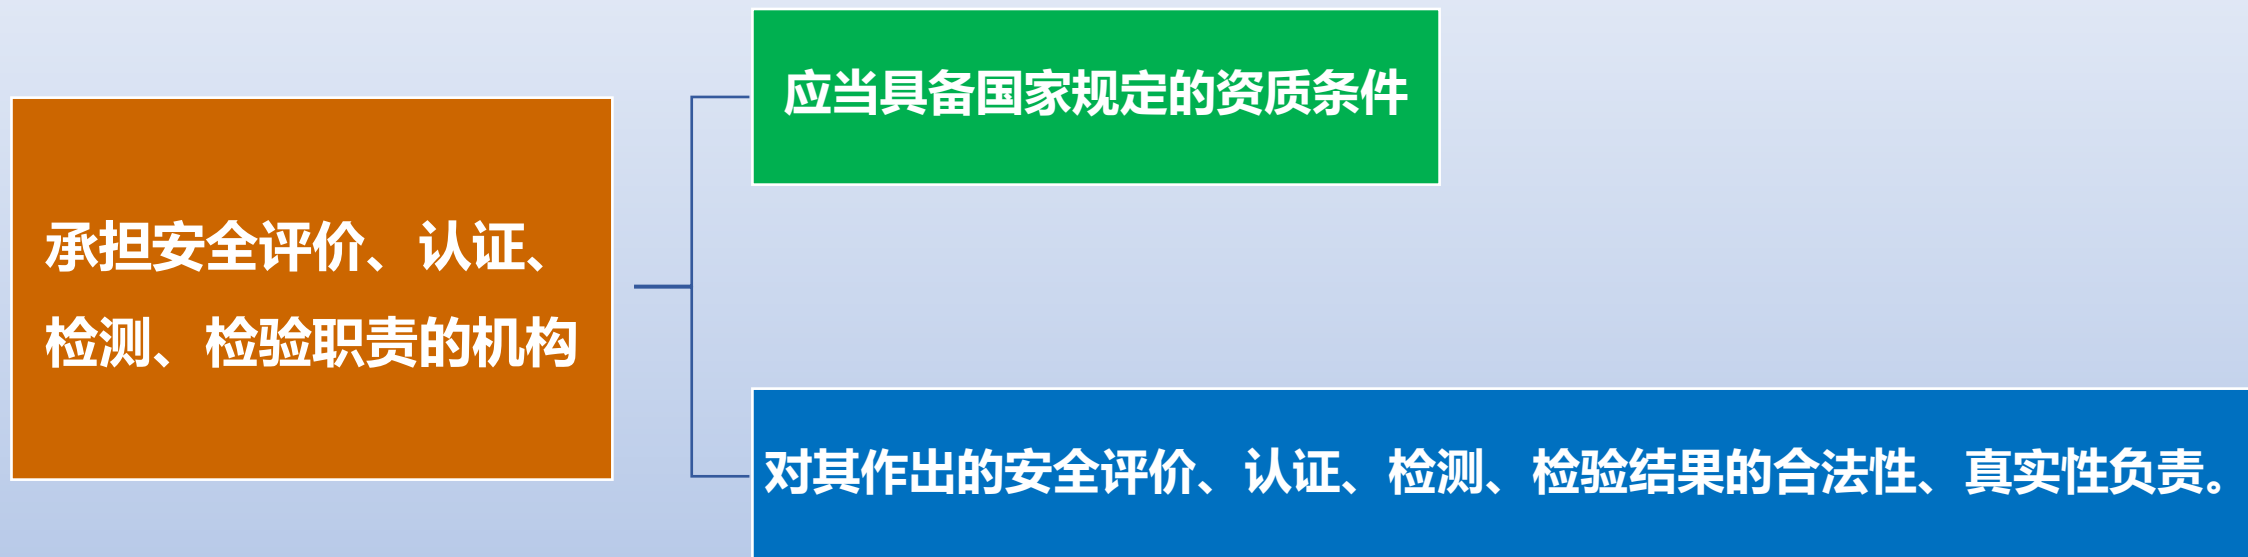 应当具备国家规定的资质条件
承担安全评价、认证、
检测、检验职责的机构
对其作出的安全评价、认证、检测、检验结果的合法性、真实性负责。